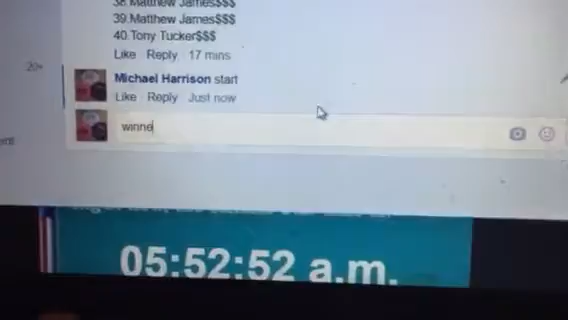 38.Matthew James$$$
39.Matthew James$$$
40.Tony Tucker$$$
Like Reply 17 mins
20+
Michael Harrison start
Like Reply Just now
winne
05:52:52 a.m.